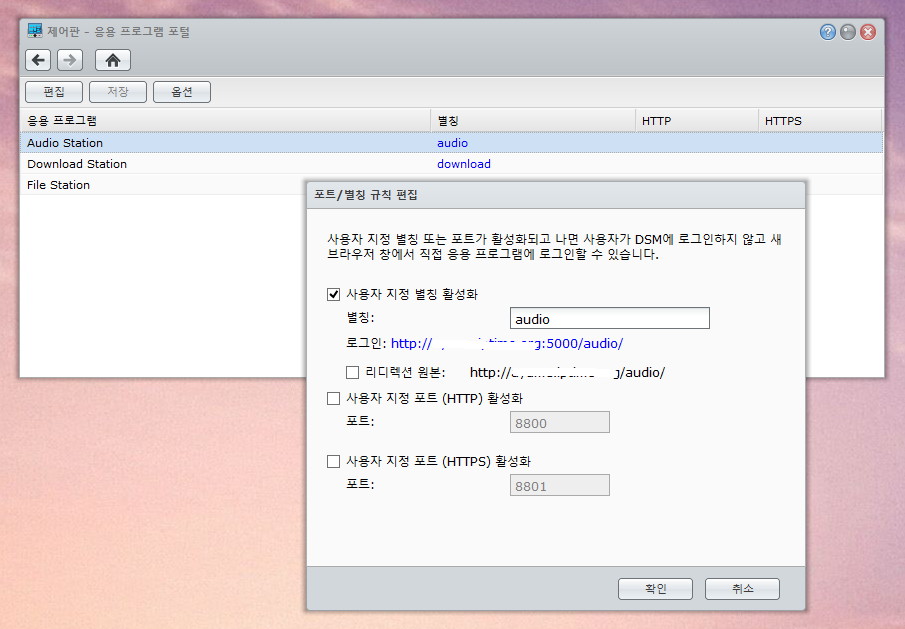 제어판 - 응용 프로그램 포털
편집 저장 옵션
응용 프로그램 별칭 HTTP HTTPS
Audio Station audio
Download Station download
File Station
포트/별칭 규칙 편집
사용자 지정 별칭 또는 포트가 활성화되고 나면 사용자가 DSM에 로그인하지 않고 새
브라우저 창에서 직접 응용 프로그램에 로그인할 수 있습니다.
사용자 지정 별칭 활성화
별칭: audio
로그인: http:// :5000/audio/
리디렉션 원본: http:// /audio/
사용자 지정 포트 (HTTP) 활성화
포트: 8800
사용자 지정 포트 (HTTPS) 활성화
포트: 8801
확인 취소